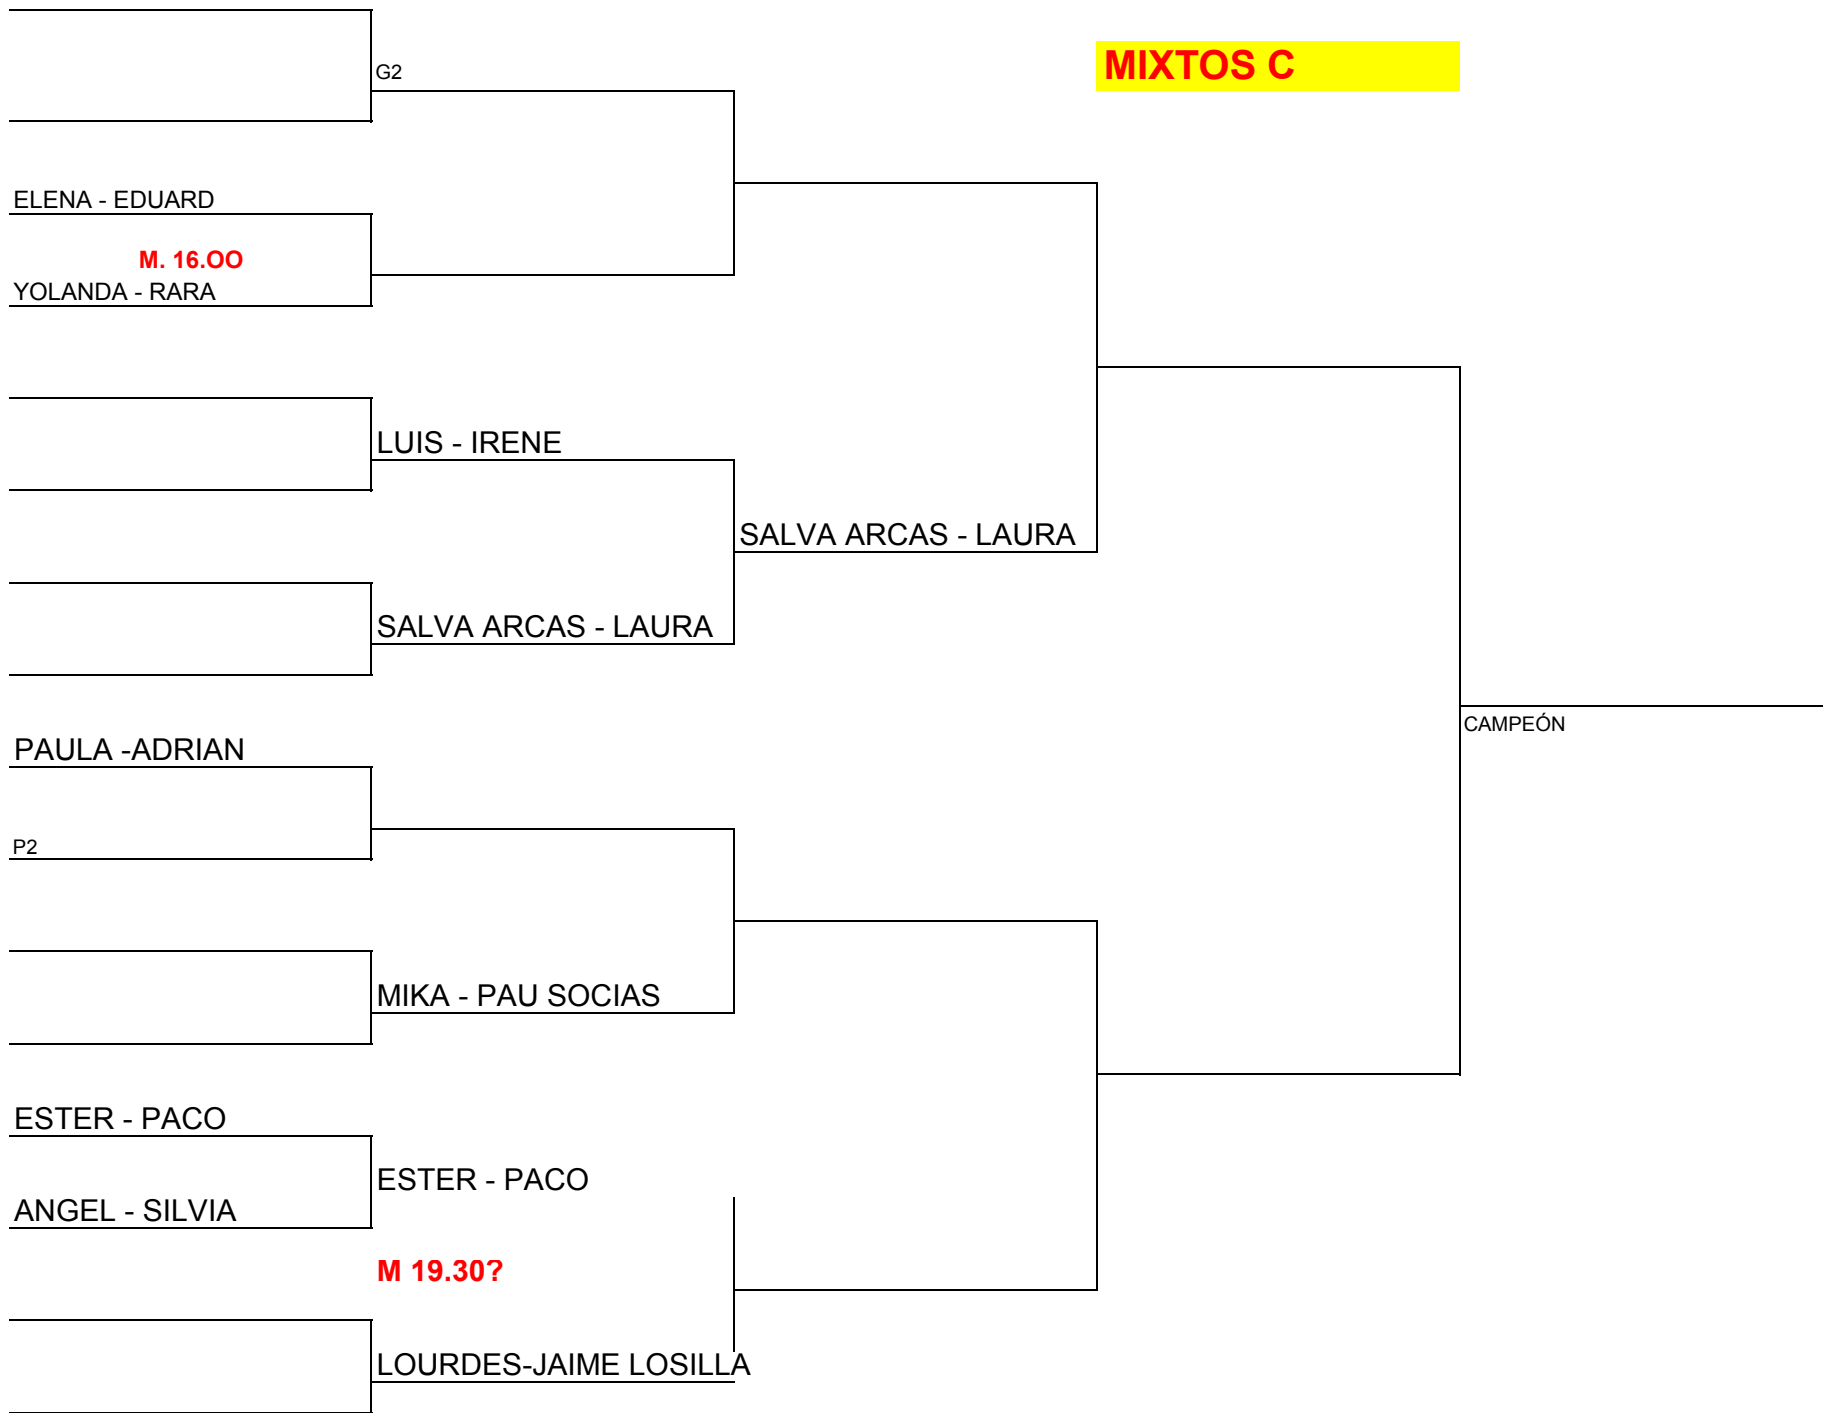 MIXTOS C
G2
ELENA - EDUARD
M. 16.OO
YOLANDA - RARA
LUIS - IRENE
SALVA ARCAS - LAURA
SALVA ARCAS - LAURA
CAMPEÓN
PAULA -ADRIAN
P2
MIKA - PAU SOCIAS
ESTER - PACO
ESTER - PACO
ANGEL - SILVIA
M 19.30?
LOURDES-JAIME LOSILLA